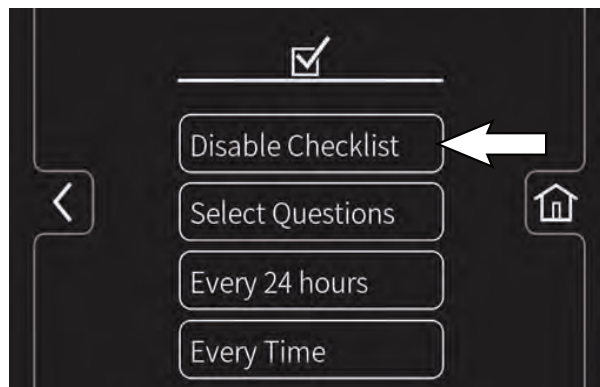 Disable Checklist
Select Questions
Every 24 hours
Every Time